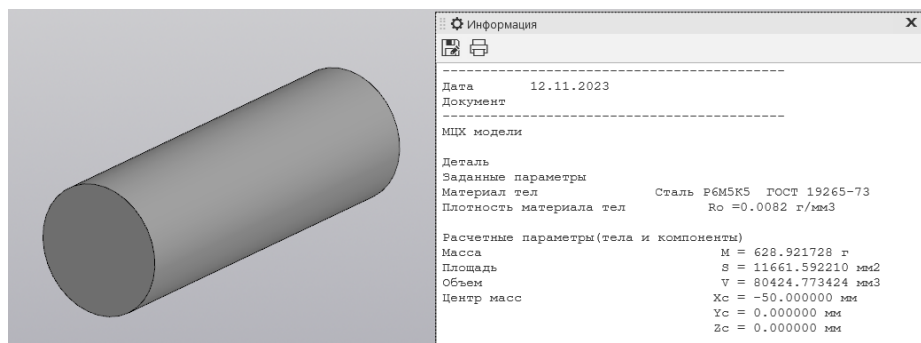 Информация
x
-------------------------------------------
Дата 12.11.2023
Документ
-------------------------------------------
МЦХ модели
Деталь
Заданные параметры
Материал тел Сталь Р6М5К5 ГОСТ 19265-73
Плотность материала тел Ro =0.0082 г/мм3
Расчетные параметры(тела и компоненты)
Масса M = 628.921728 г
Площадь S = 11661.592210 мм2
Объем V = 80424.773424 мм3
Центр масс Xc = -50.000000 мм
Yc = 0.000000 мм
Zc = 0.000000 мм